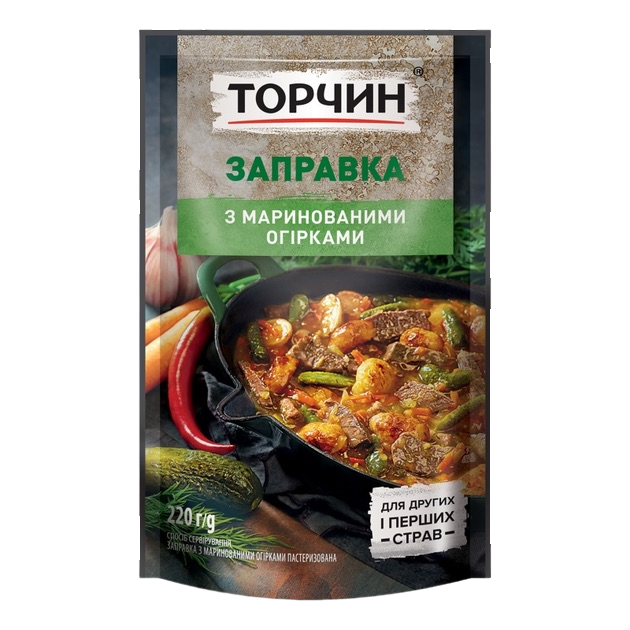 ТОРЧИН®
ЗАПРАВКА
З МАРИНОВАНИМИ
ОГІРКАМИ
ДЛЯ ДРУГИХ
І ПЕРШИХ
СТРАВ
220 г/g
СПОСІБ СЕРВІРУВАННЯ
ЗАПРАВКА З МАРИНОВАНИМИ ОГІРКАМИ ПАСТЕРИЗОВАНА